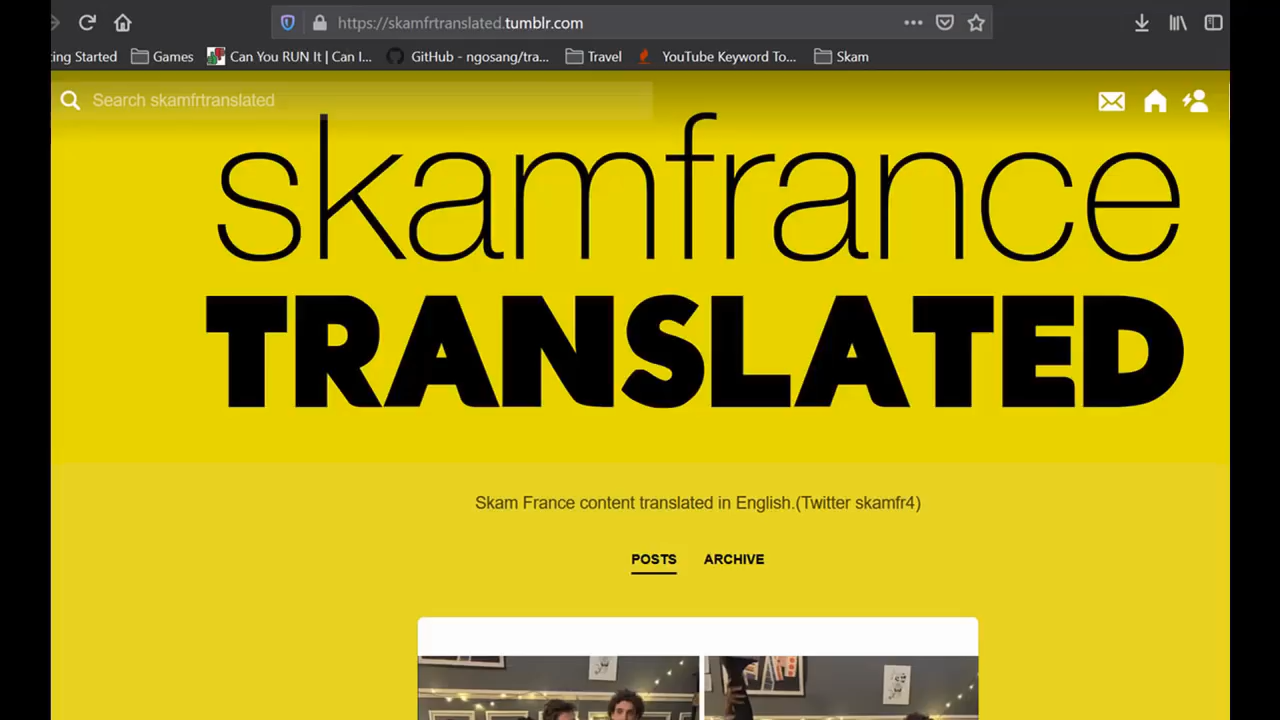 https://skamfrtranslated.tumblr.com
ing Started Games Can You RUN It | Can I... GitHub - ngosang/tra... Travel YouTube Keyword To... Skam
Search skamfrtranslated
skamfrance
TRANSLATED
Skam France content translated in English.(Twitter skamfr4)
POSTS ARCHIVE